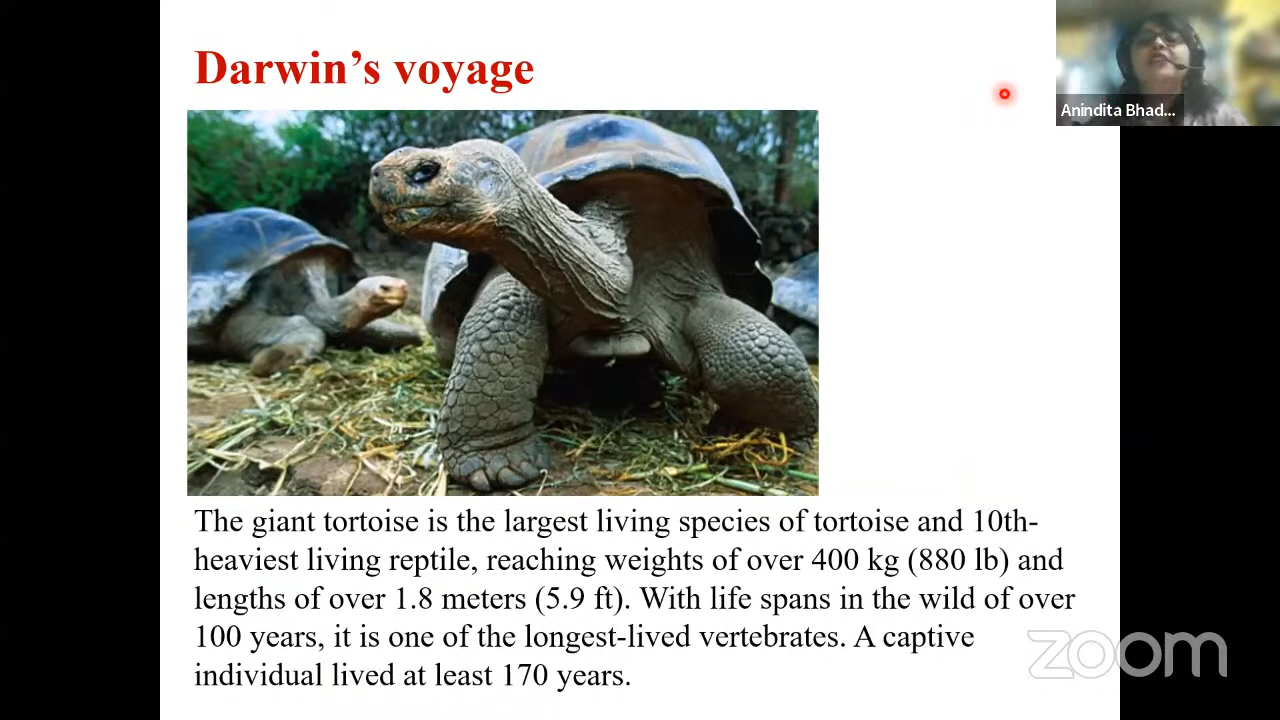 Darwin’s voyage
Anindita Bhad...
The giant tortoise is the largest living species of tortoise and 10th-
heaviest living reptile, reaching weights of over 400 kg (880 lb) and
lengths of over 1.8 meters (5.9 ft). With life spans in the wild of over
100 years, it is one of the longest-lived vertebrates. A captive
individual lived at least 170 years.
zoom